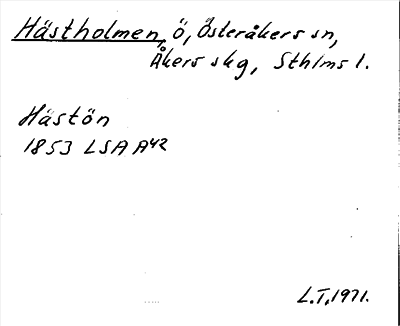 Hästholmen, ö, Österåkers sn,
Åkers skg, Sthlms l.
Hästön
1853 LSA A42
L.T, 1971.